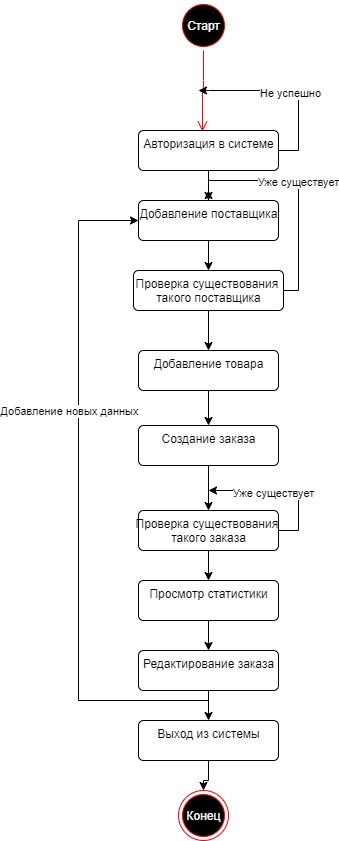 Старт
Не успешно
Авторизация в системе
Уже существует
Добавление поставщика
Проверка существования
такого поставщика
Добавление товара
Добавление новых данных
Создание заказа
Уже существует
Проверка существования
такого заказа
Просмотр статистики
Редактирование заказа
Выход из системы
Конец